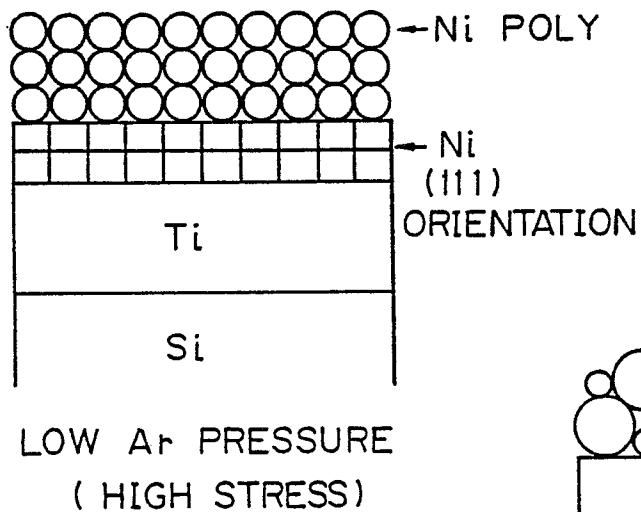 Ni POLY
Ni
(111)
ORIENTATION
Ti
Si
LOW Ar PRESSURE
( HIGH STRESS)